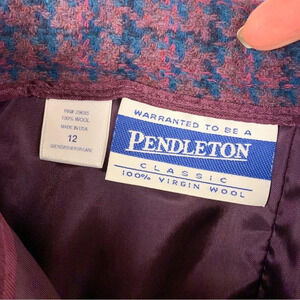 100% WOOL
MADE IN USA
12
WARRANTED TO BE A
PENDLETON
CLASSIC
100% VIRGIN WOOL